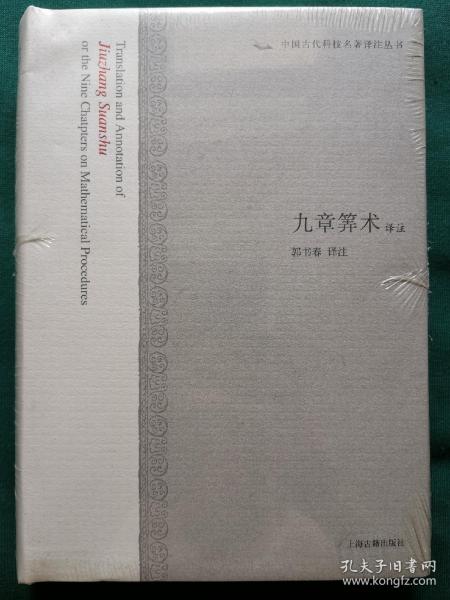 中国古代科技名著译注丛书
Translation and Annotation of
Jiuzhang Suanshu
or the Nine Chatpters on Mathematical Procedures
九章筭术 译注
郭书春 译注
上海古籍出版社
孔夫子旧书网
www.kongfz.com